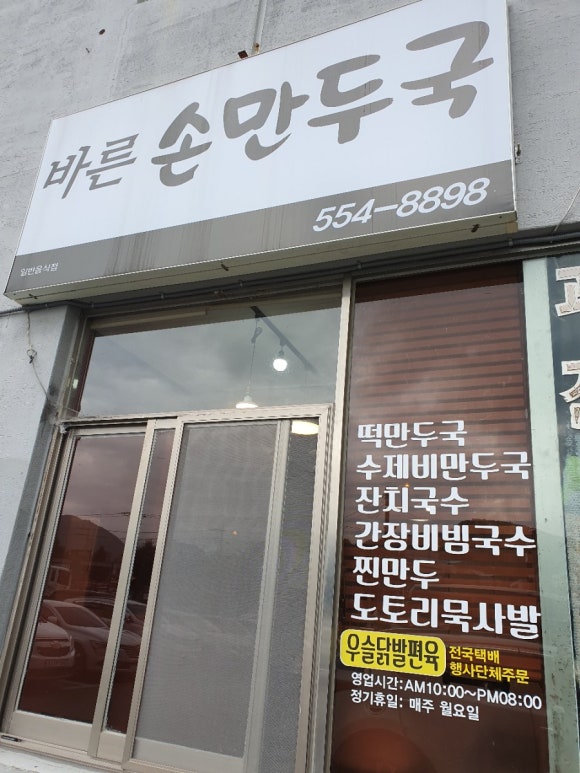 바른 손만두국
554-8898
일반음식점
떡만두국
수제비만두국
잔치국수
간장비빔국수
찐만두
도토리묵사발
우슬닭발편육 전국택배
행사단체주문
영업시간:AM10:00~PM08:00
정기휴일: 매주 월요일